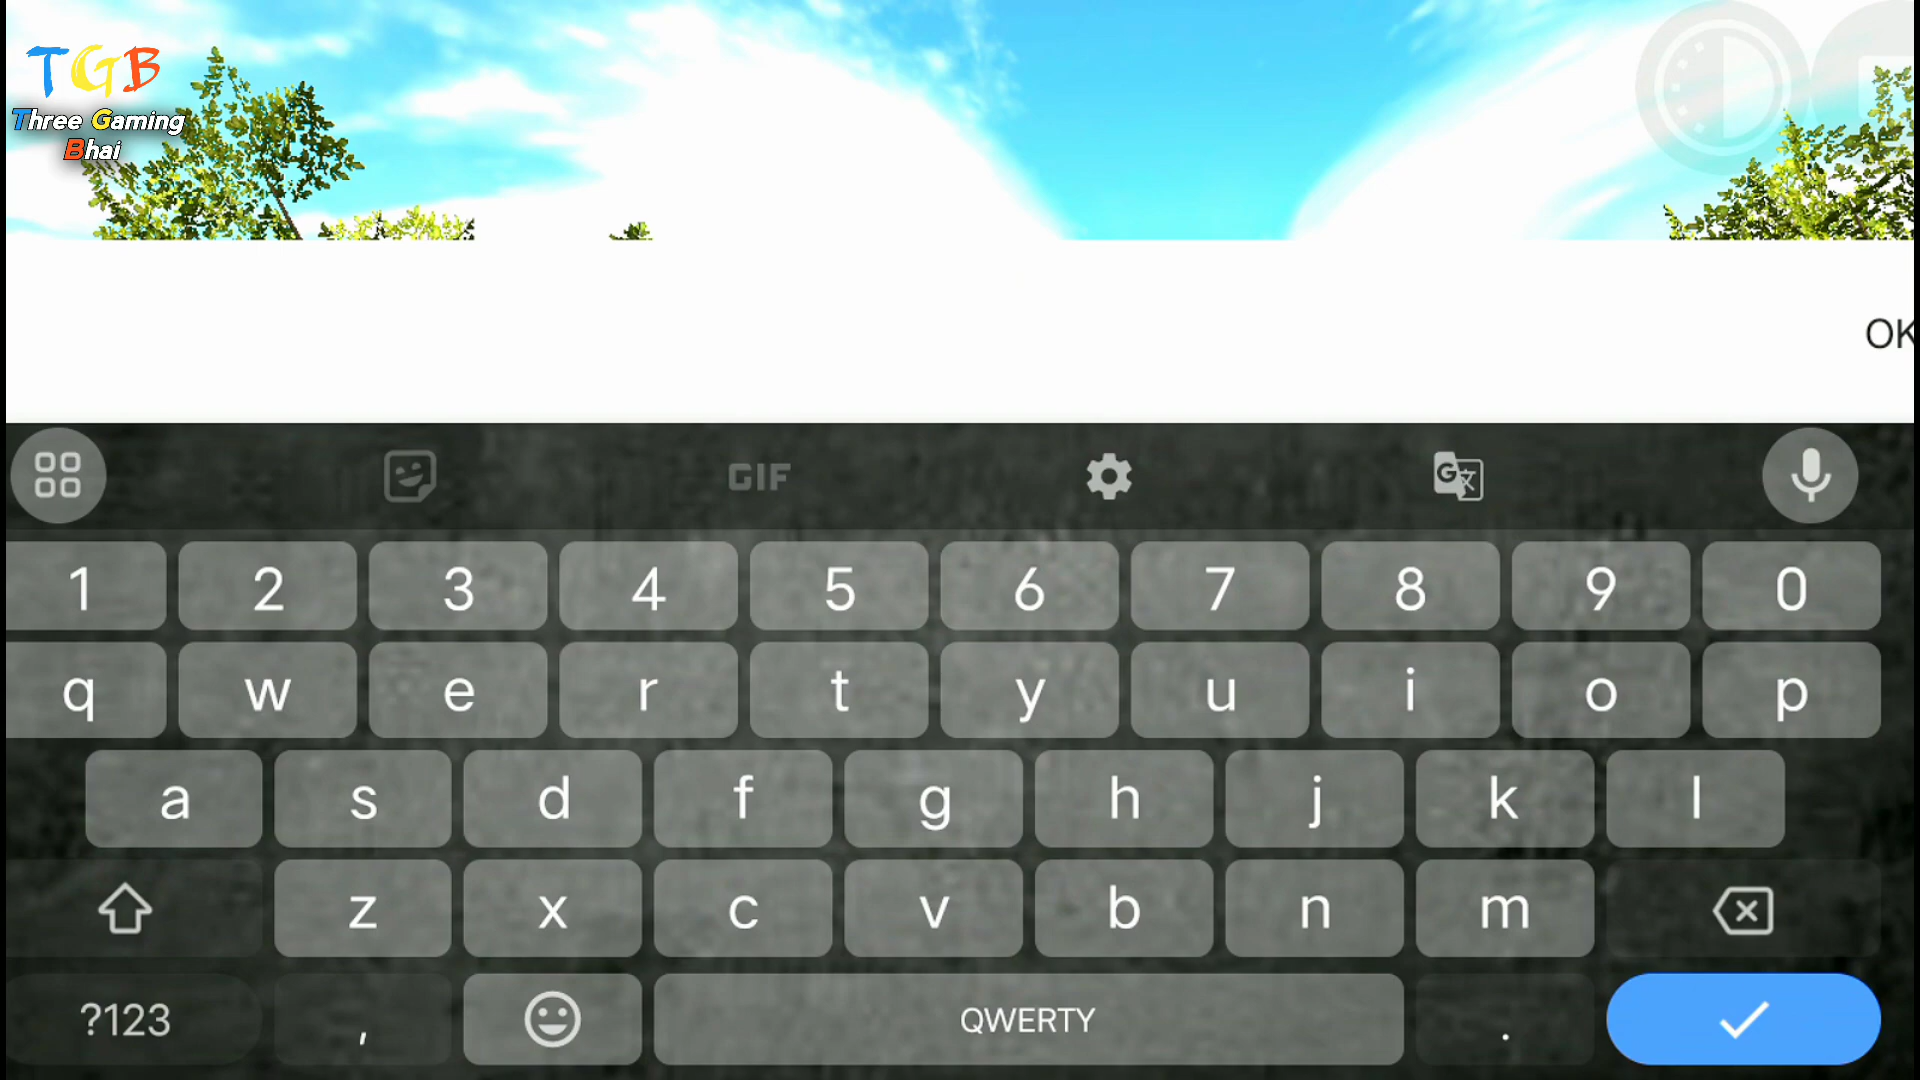 TGB
Three Gaming
Bhai
OK
GIF
1 2 3 4 5 6 7 8 9 0
q w e r t y u i o p
a s d f g h j k l
z x c v b n m
?123 , QWERTY .